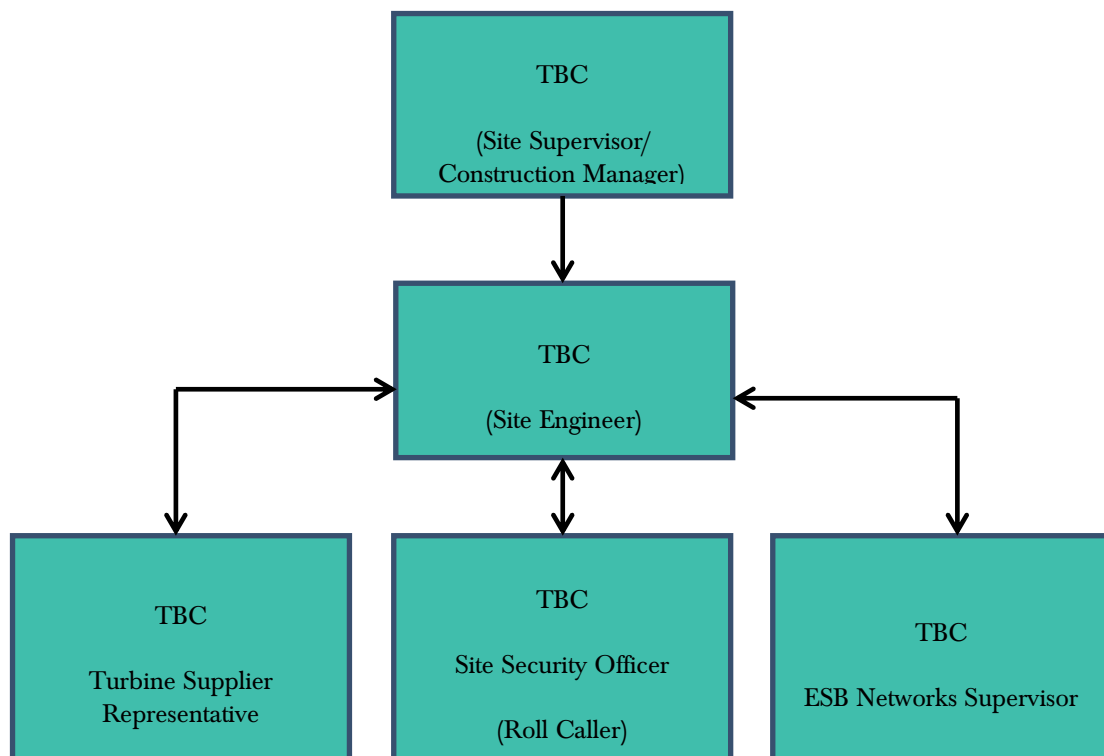 TBC
(Site Supervisor/
Construction Manager)
TBC
(Site Engineer)
TBC
Turbine Supplier
Representative
TBC
Site Security Officer
(Roll Caller)
TBC
ESB Networks Supervisor